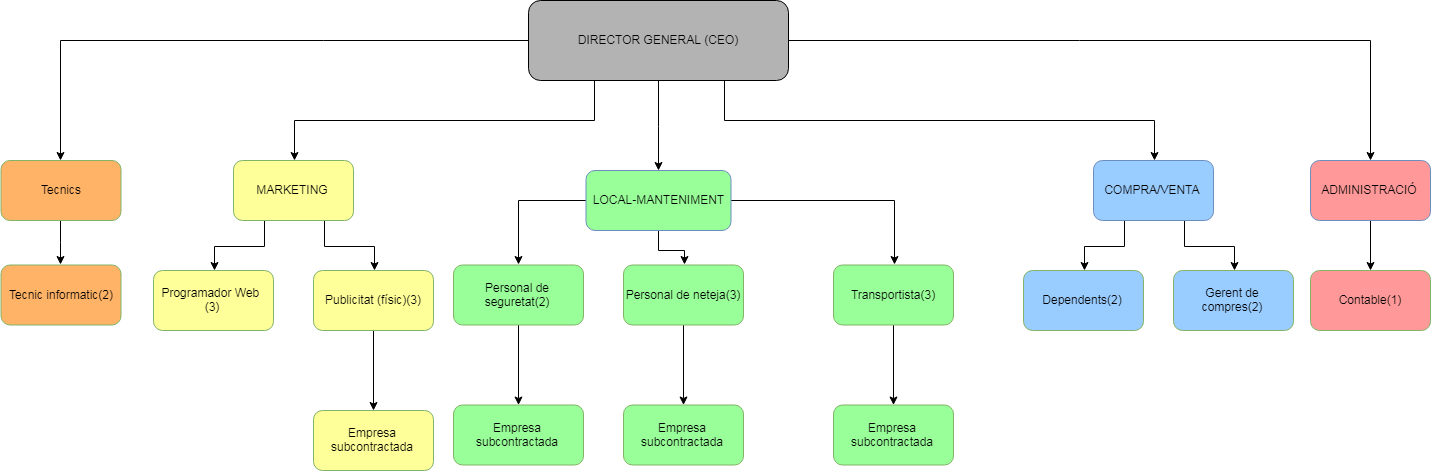 DIRECTOR GENERAL (CEO)
Tecnics
MARKETING
LOCAL-MANTENIMENT
COMPRA/VENTA
ADMINISTRACIÓ
Tecnic informatic(2)
Programador Web
(3)
Publicitat (físic)(3)
Personal de
seguretat(2)
Personal de neteja(3)
Transportista(3)
Dependents(2)
Gerent de
compres(2)
Contable(1)
Empresa
subcontractada
Empresa
subcontractada
Empresa
subcontractada
Empresa
subcontractada